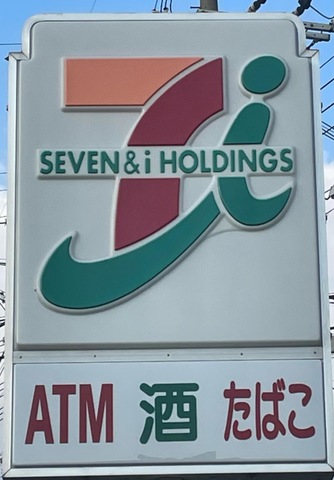 SEVEN & i HOLDINGS
ATM 酒 たばこ